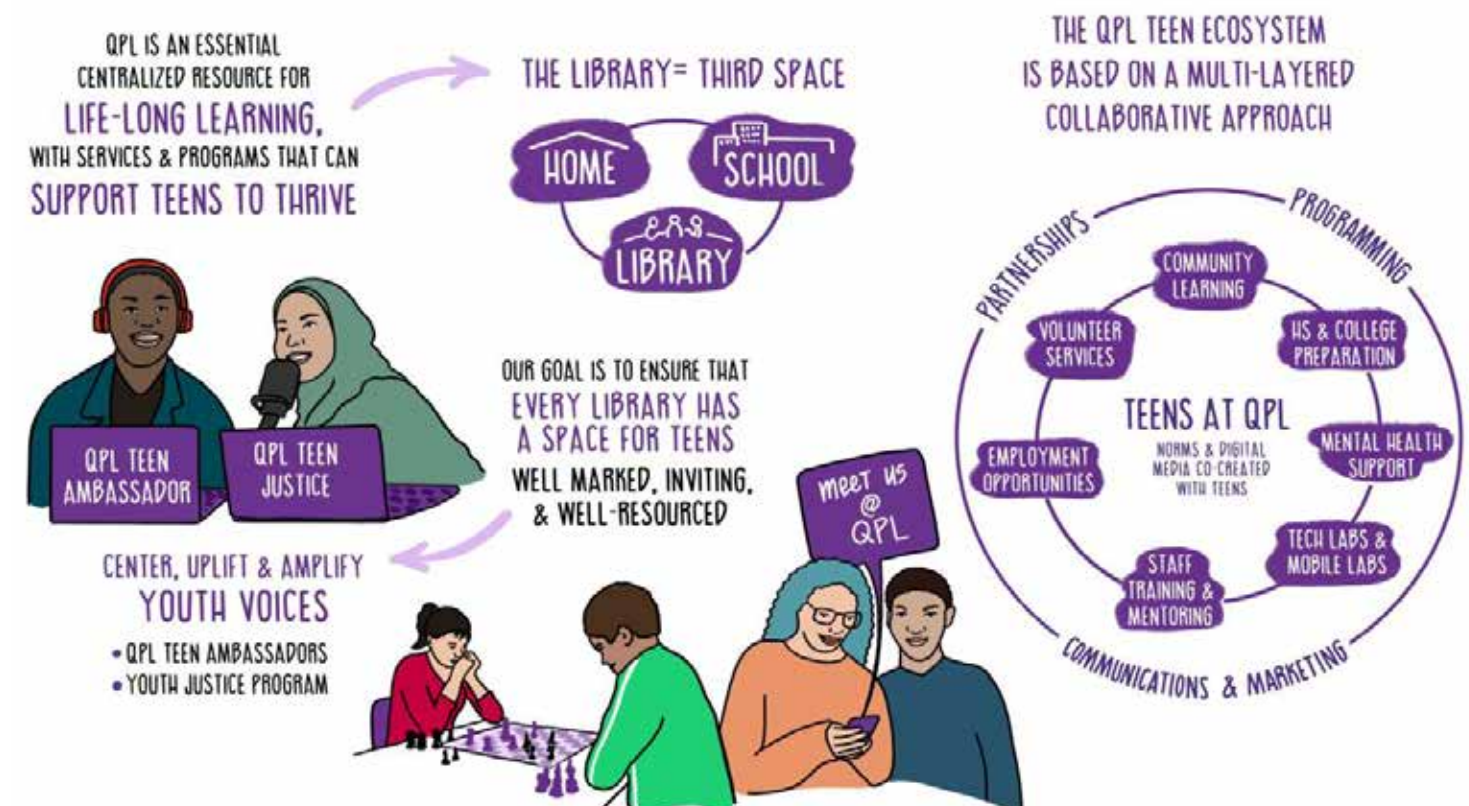 QPL IS AN ESSENTIAL
CENTRALIZED RESOURCE FOR
LIFE-LONG LEARNING,
WITH SERVICES & PROGRAMS THAT CAN
SUPPORT TEENS TO THRIVE
THE LIBRARY= THIRD SPACE
HOME
SCHOOL
LIBRARY
QPL TEEN
AMBASSADOR
QPL TEEN
JUSTICE
OUR GOAL IS TO ENSURE THAT
EVERY LIBRARY HAS
A SPACE FOR TEENS
WELL MARKED, INVITING,
& WELL-RESOURCED
CENTER, UPLIFT & AMPLIFY
YOUTH VOICES
• QPL TEEN AMBASSADORS
• YOUTH JUSTICE PROGRAM
meet us
@
QPL
THE QPL TEEN ECOSYSTEM
IS BASED ON A MULTI-LAYERED
COLLABORATIVE APPROACH
PARTNERSHIPS
PROGRAMMING
COMMUNITY
LEARNING
VOLUNTEER
SERVICES
HS & COLLEGE
PREPARATION
TEENS AT QPL
NORMS & DIGITAL
MEDIA CO-CREATED
WITH TEENS
EMPLOYMENT
OPPORTUNITIES
MENTAL HEALTH
SUPPORT
TECH LABS &
MOBILE LABS
STAFF
TRAINING &
MENTORING
COMMUNICATIONS & MARKETING